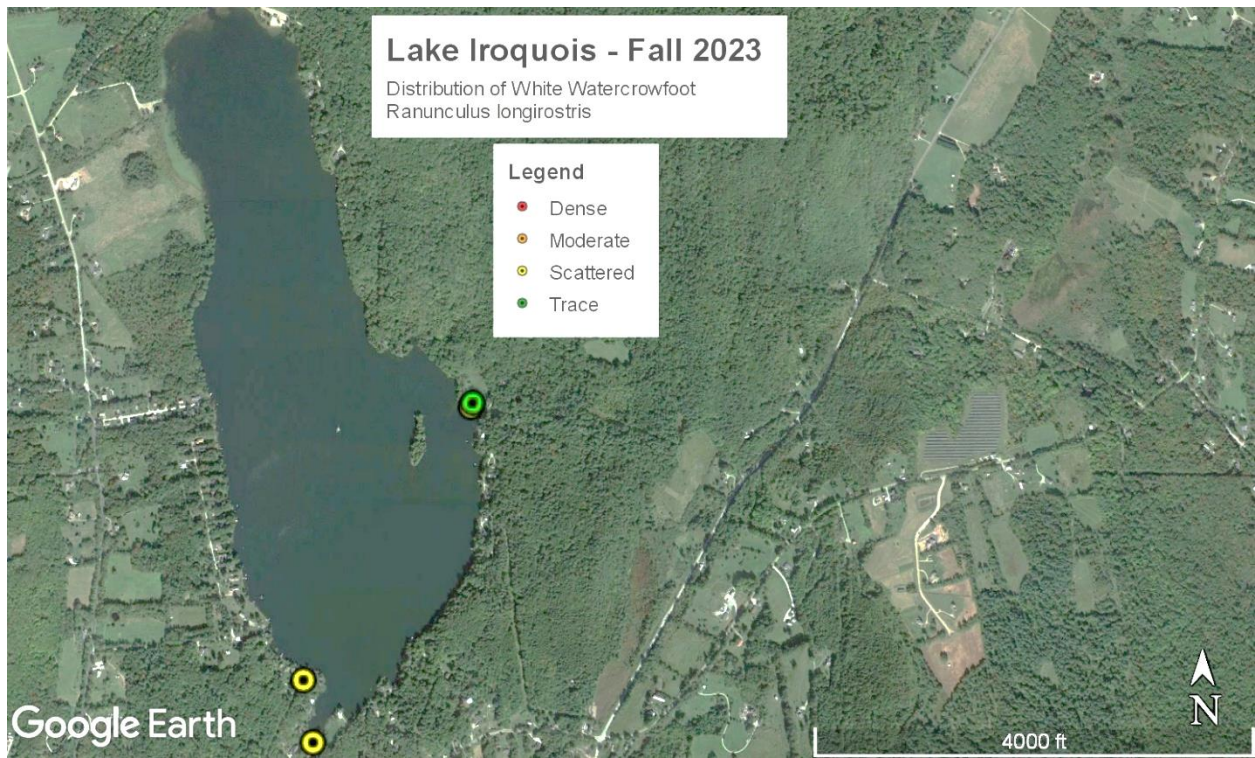 Lake Iroquois - Fall 2023
Distribution of White Watercrowfoot
Ranunculus longirostris
Legend
Dense
Moderate
Scattered
Trace
Google Earth
N
4000 ft